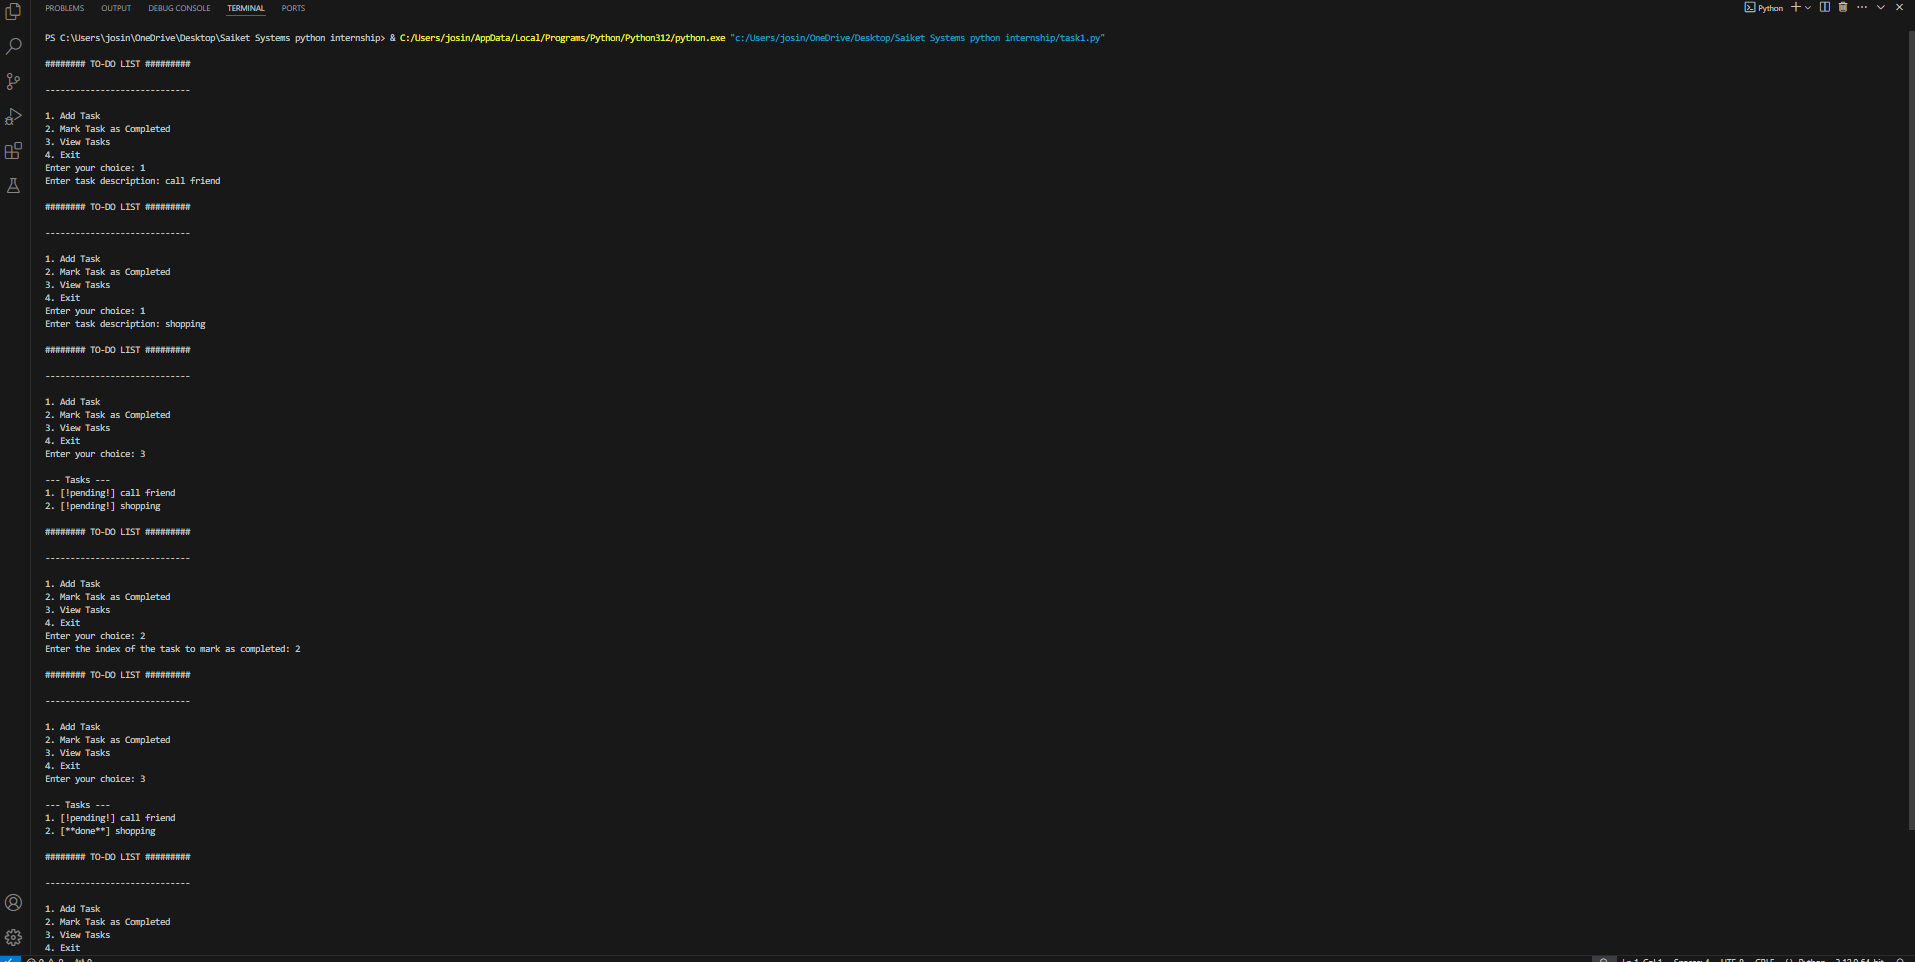 PROBLEMS OUTPUT DEBUG CONSOLE TERMINAL PORTS
Python
PS C:\Users\josin\OneDrive\Desktop\Saiket Systems python internship> & C:/Users/josin/AppData/Local/Programs/Python/Python312/python.exe "c:/Users/josin/OneDrive/Desktop/Saiket Systems python internship/task1.py"
######## TO-DO LIST #########
-----------------------------
1. Add Task
2. Mark Task as Completed
3. View Tasks
4. Exit
Enter your choice: 1
Enter task description: call friend
######## TO-DO LIST #########
-----------------------------
1. Add Task
2. Mark Task as Completed
3. View Tasks
4. Exit
Enter your choice: 1
Enter task description: shopping
######## TO-DO LIST #########
-----------------------------
1. Add Task
2. Mark Task as Completed
3. View Tasks
4. Exit
Enter your choice: 3
--- Tasks ---
1. [!pending!] call friend
2. [!pending!] shopping
######## TO-DO LIST #########
-----------------------------
1. Add Task
2. Mark Task as Completed
3. View Tasks
4. Exit
Enter your choice: 2
Enter the index of the task to mark as completed: 2
######## TO-DO LIST #########
-----------------------------
1. Add Task
2. Mark Task as Completed
3. View Tasks
4. Exit
Enter your choice: 3
--- Tasks ---
1. [!pending!] call friend
2. [**done**] shopping
######## TO-DO LIST #########
-----------------------------
1. Add Task
2. Mark Task as Completed
3. View Tasks
4. Exit